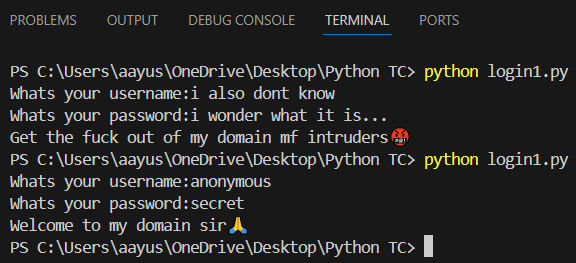 PROBLEMS OUTPUT DEBUG CONSOLE TERMINAL PORTS
PS C:\Users\aayus\OneDrive\Desktop\Python TC> python login1.py
Whats your username:i also dont know
Whats your password:i wonder what it is...
Get the fuck out of my domain mf intruders🤬
PS C:\Users\aayus\OneDrive\Desktop\Python TC> python login1.py
Whats your username:anonymous
Whats your password:secret
Welcome to my domain sir🙏
PS C:\Users\aayus\OneDrive\Desktop\Python TC>